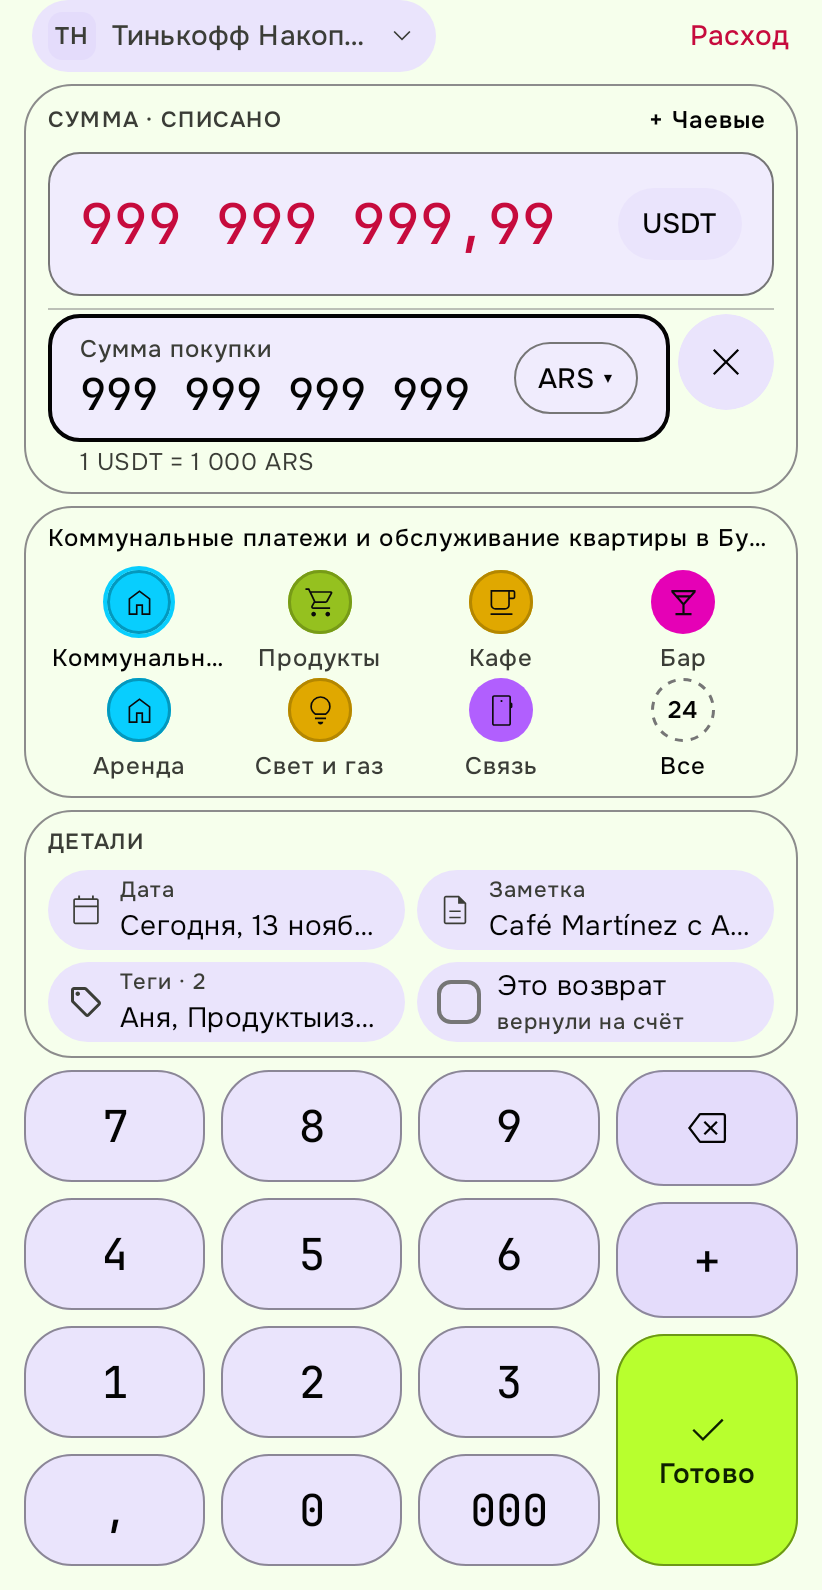 ТН Тинькофф Накоп... Расход
СУММА · СПИСАНО + Чаевые
999 999 999,99 USDT
Сумма покупки
999 999 999 999 ARS ▾
1 USDT = 1 000 ARS
Коммунальные платежи и обслуживание квартиры в Бу...
Коммунальн... Продукты Кафе Бар
24
Аренда Свет и газ Связь Все
ДЕТАЛИ
Дата
Сегодня, 13 нояб...
Заметка
Café Martínez с А...
Теги · 2
Аня, Продуктыиз...
Это возврат
вернули на счёт
7 8 9
4 5 6 +
1 2 3
Готово
, 0 000